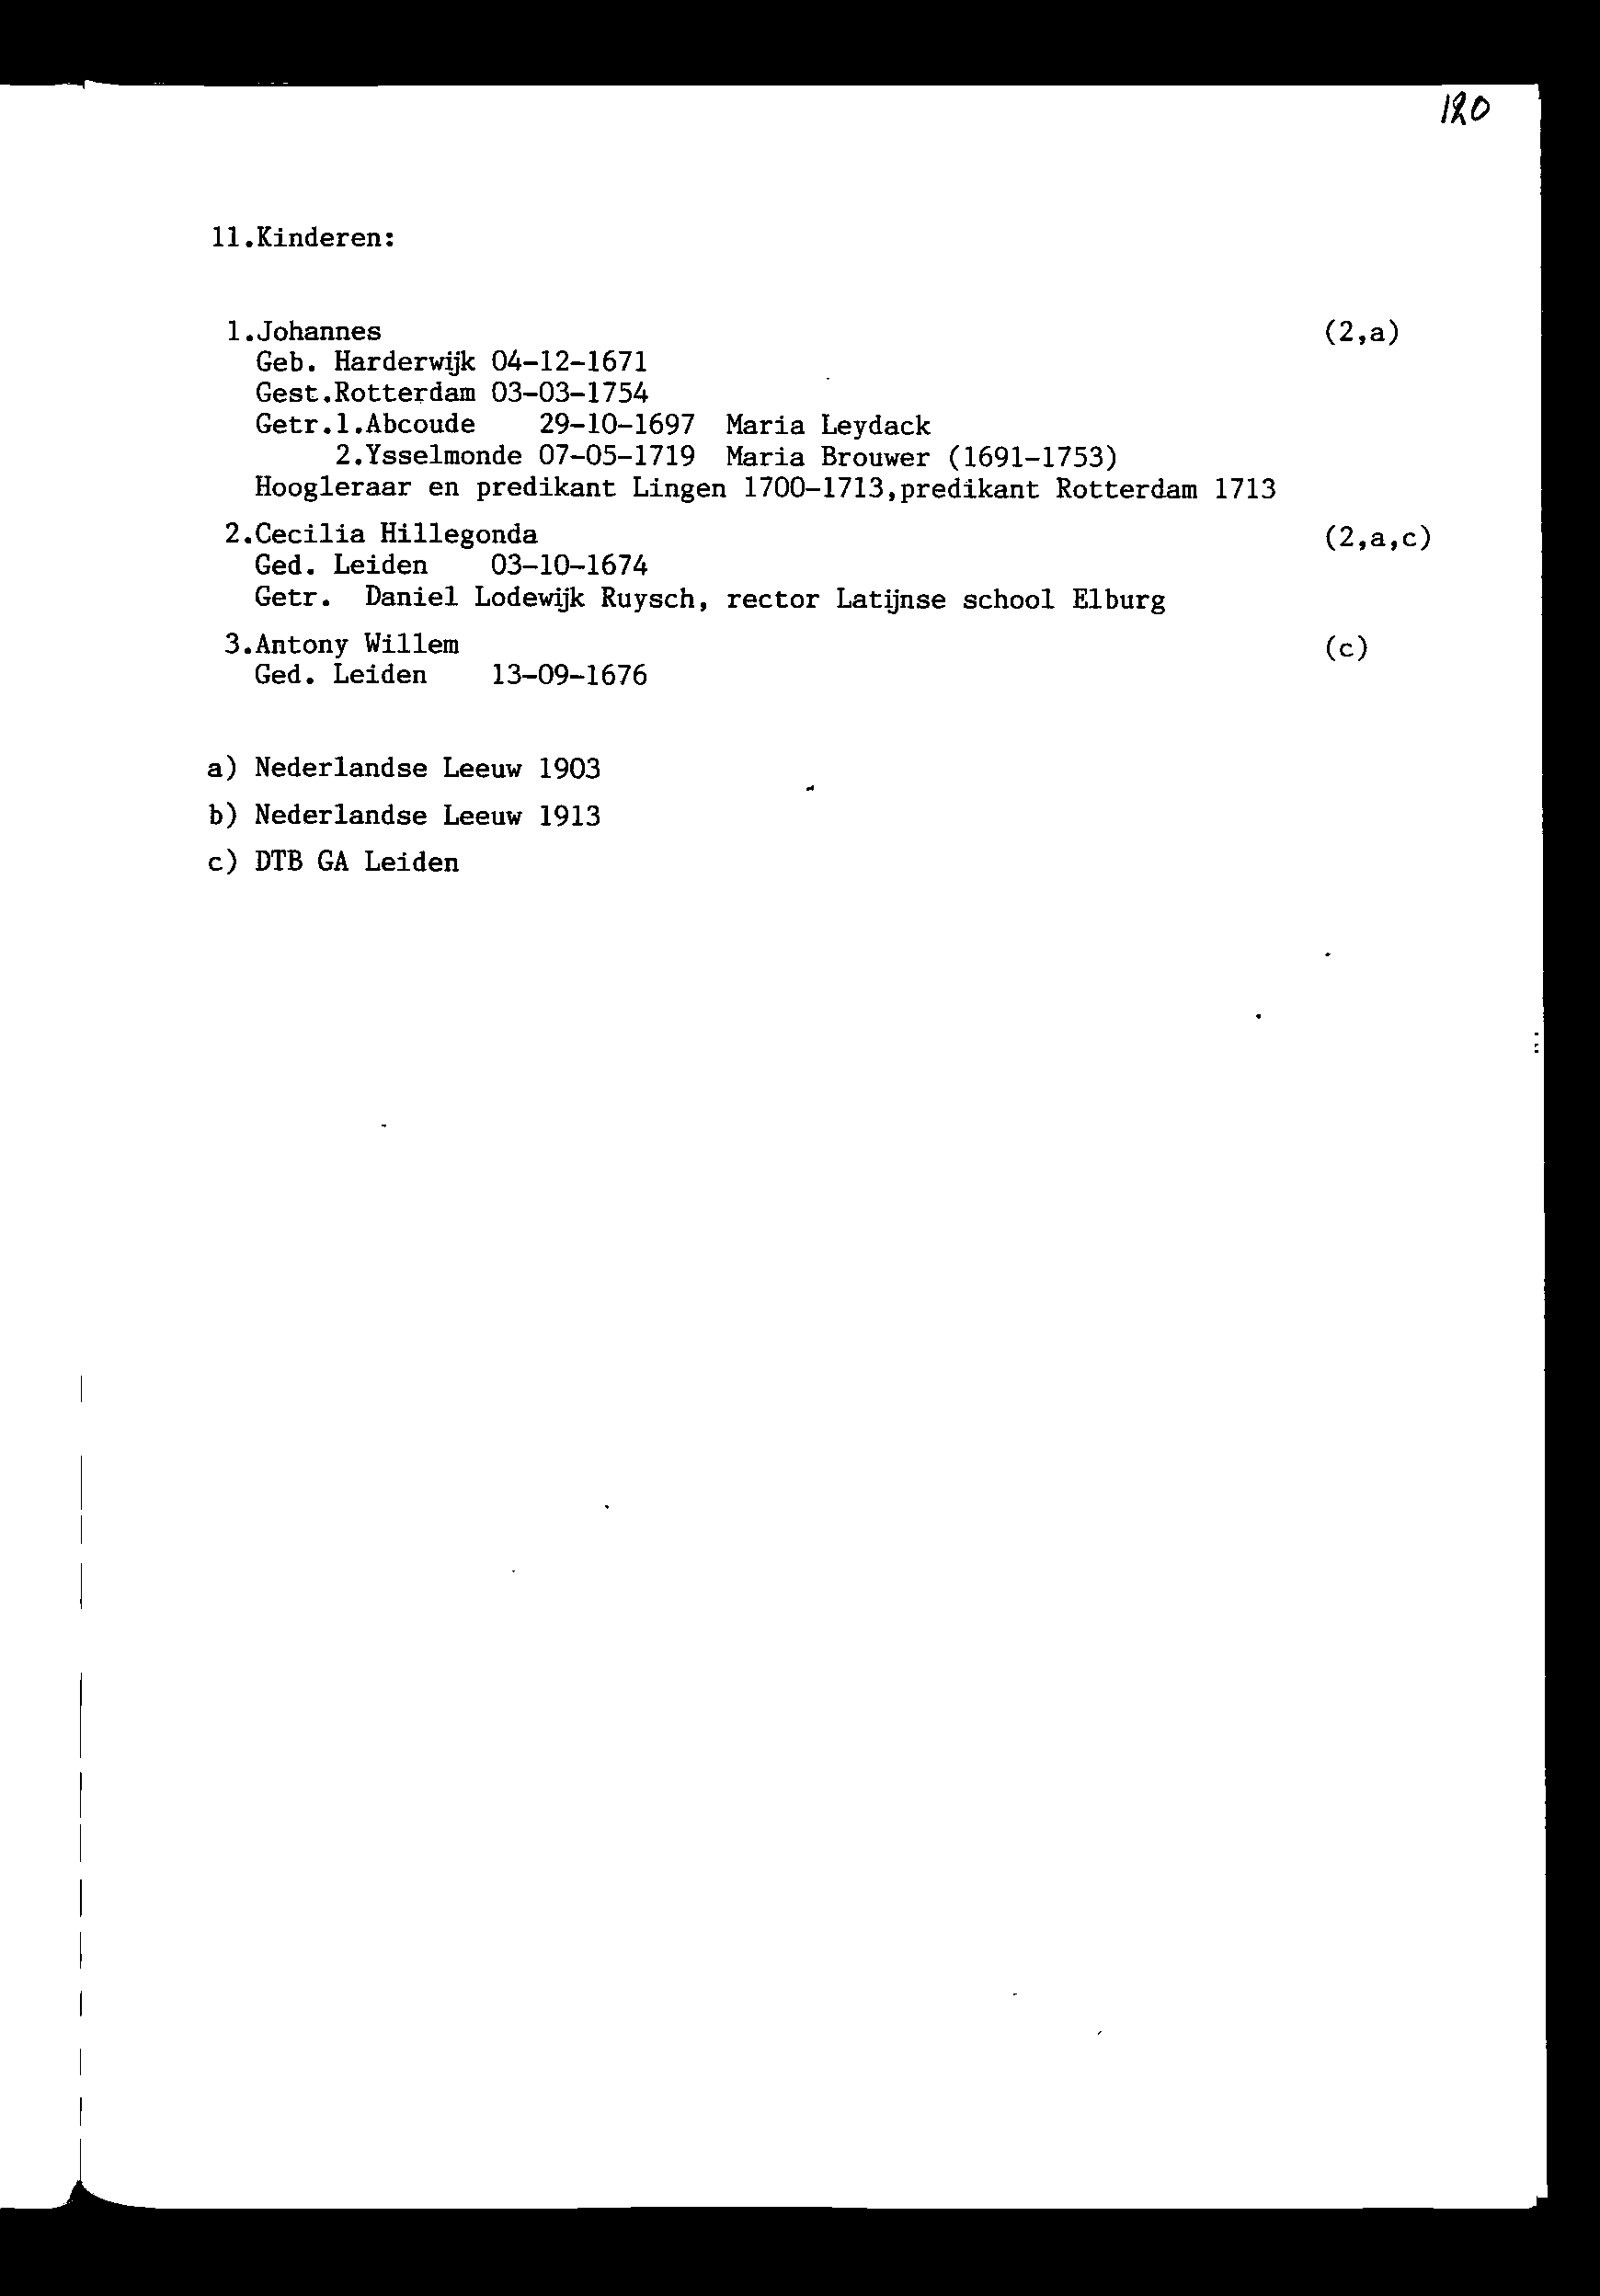 120
11.Kinderen:
1.Johannes (2,a)
Geb. Harderwijk 04-12-1671
Gest.Rotterdam 03-03-1754
Getr.1.Abcoude 29-10-1697 Maria Leydack
2.Ysselmonde 07-05-1719 Maria Brouwer (1691-1753)
Hoogleraar en predikant Lingen 1700-1713,predikant Rotterdam 1713
2.Cecilia Hillegonda (2,a,c)
Ged. Leiden 03-10-1674
Getr. Daniel Lodewijk Ruysch, rector Latijnse school Elburg
3.Antony Willem (c)
Ged. Leiden 13-09-1676
a) Nederlandse Leeuw 1903
b) Nederlandse Leeuw 1913
c) DTB GA Leiden